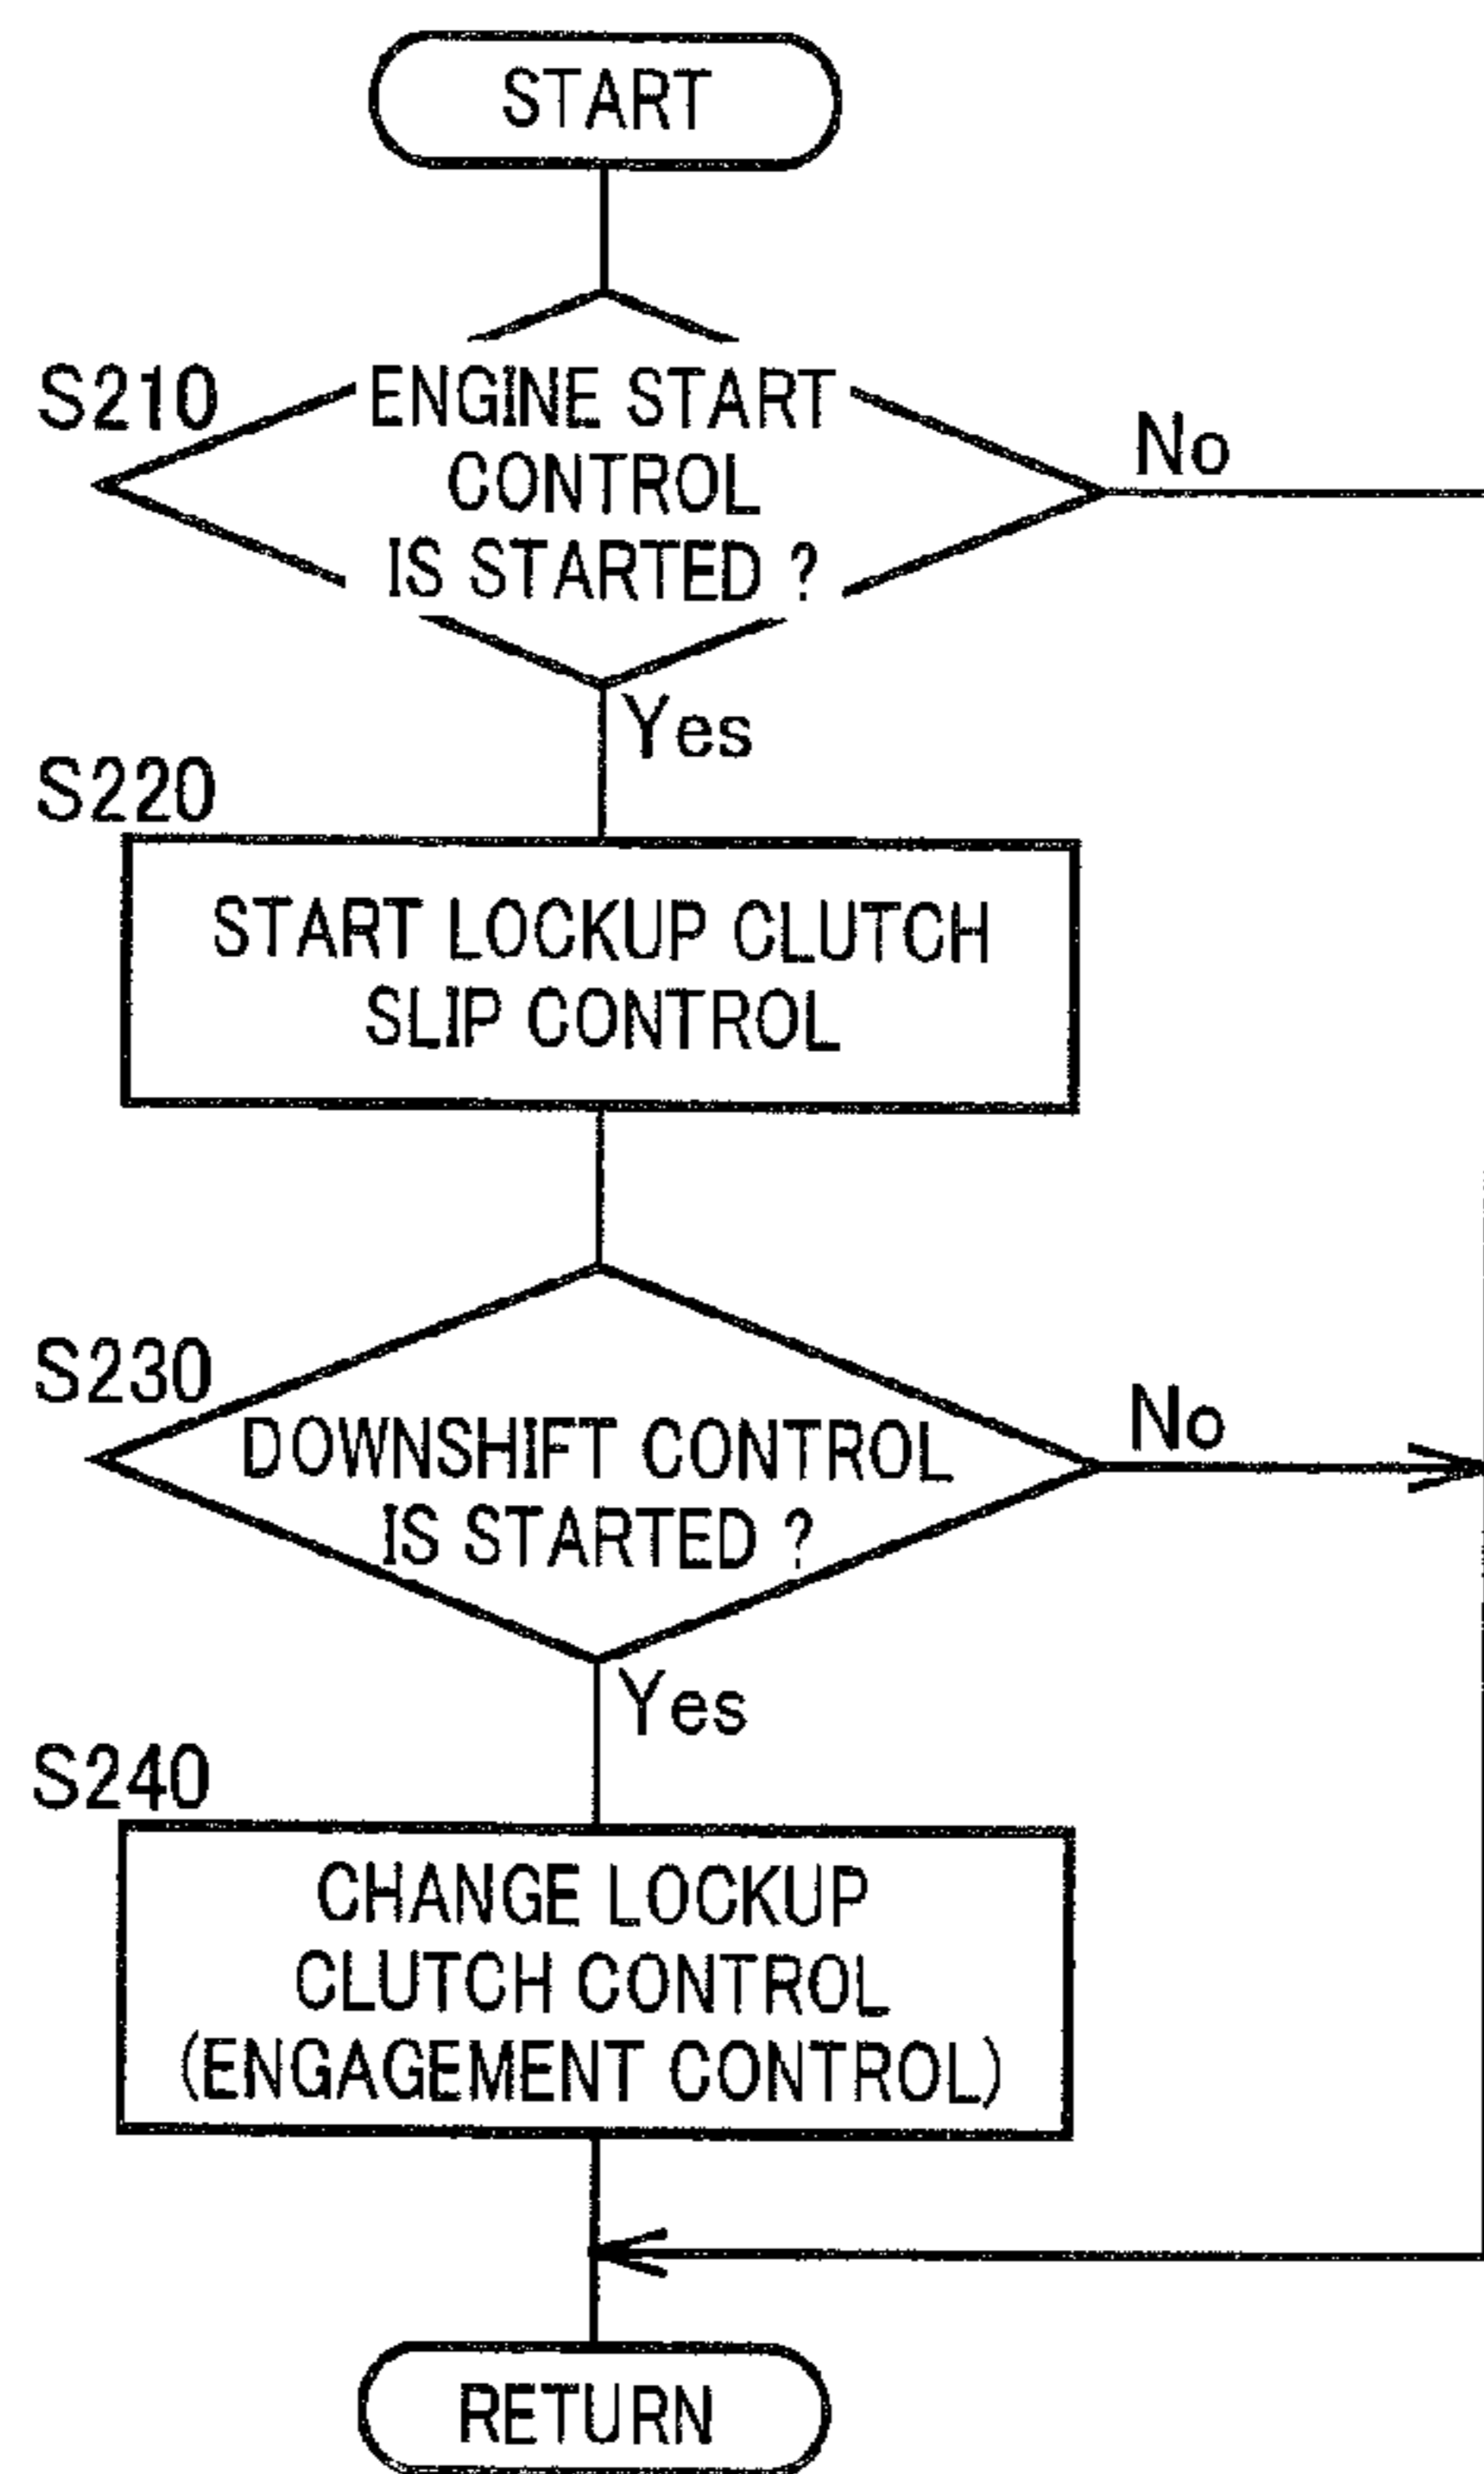 START
S210
ENGINE START
CONTROL
IS STARTED ?
No
Yes
S220
START LOCKUP CLUTCH
SLIP CONTROL
S230
DOWNSHIFT CONTROL
IS STARTED ?
No
Yes
S240
CHANGE LOCKUP
CLUTCH CONTROL
(ENGAGEMENT CONTROL)
RETURN